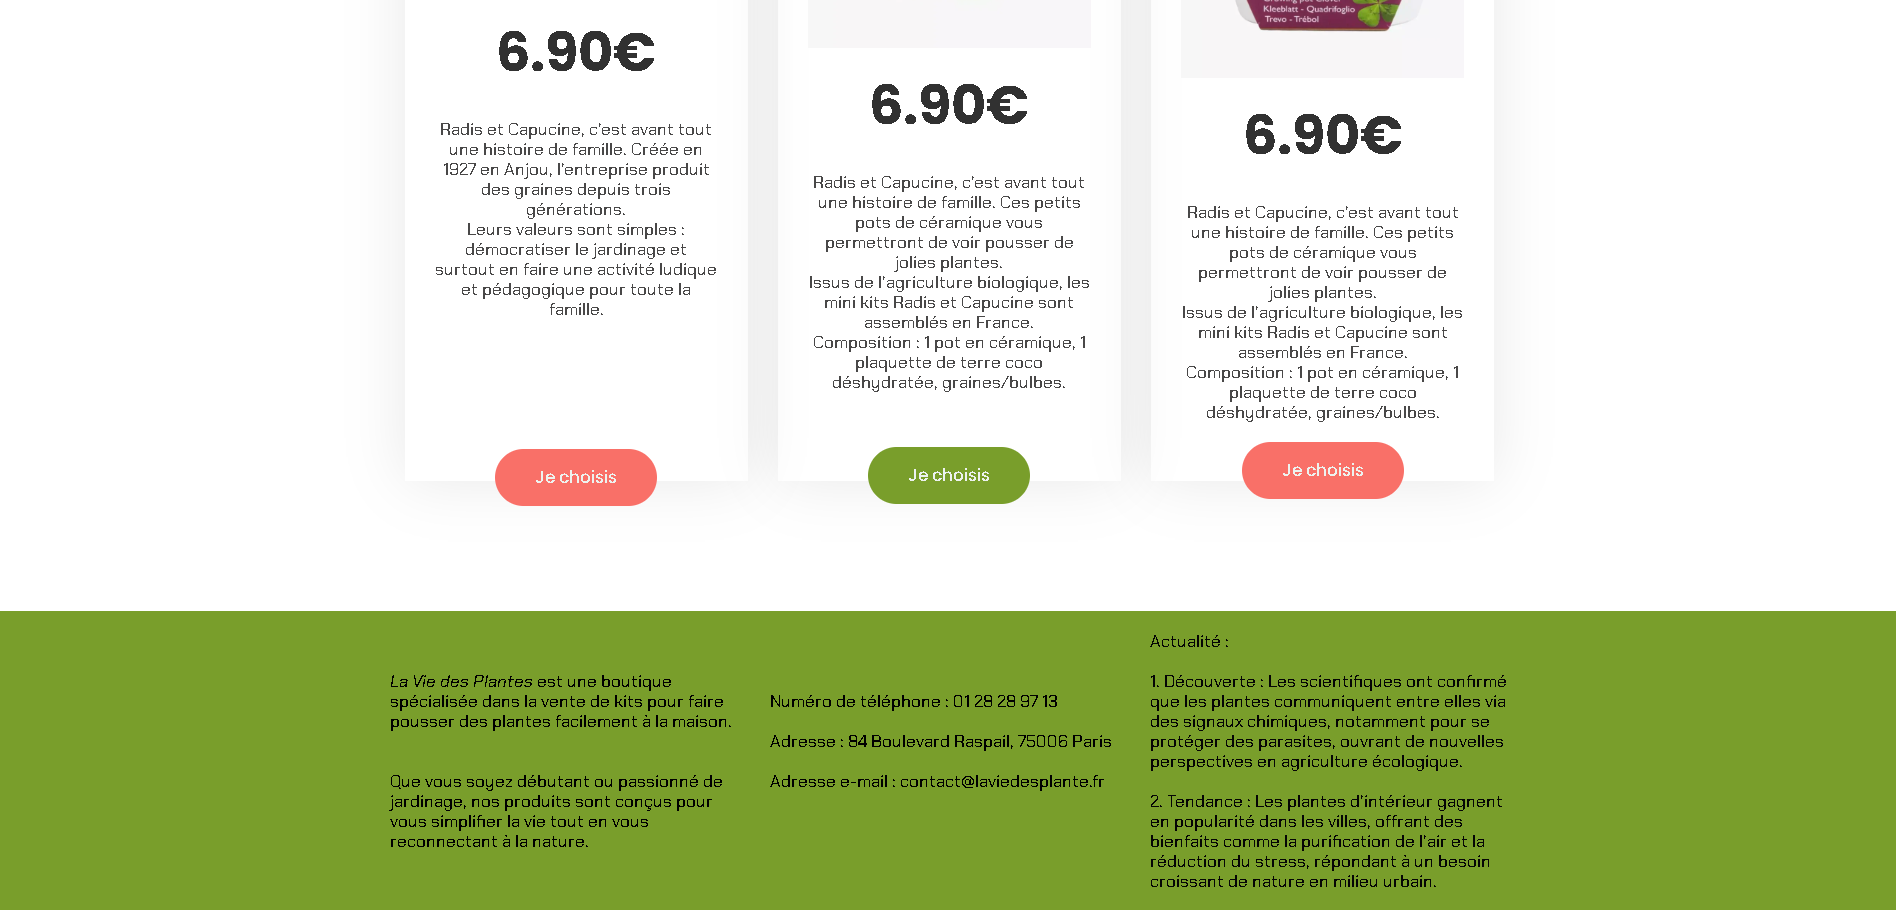 6.90€
Radis et Capucine, c'est avant tout
une histoire de famille. Créée en
1927 en Anjou, l'entreprise produit
des graines depuis trois
générations.
Leurs valeurs sont simples :
démocratiser le jardinage et
surtout en faire une activité ludique
et pédagogique pour toute la
famille.
Je choisis
6.90€
Radis et Capucine, c'est avant tout
une histoire de famille. Ces petits
pots de céramique vous
permettront de voir pousser de
jolies plantes.
Issus de l'agriculture biologique, les
mini kits Radis et Capucine sont
assemblés en France.
Composition : 1 pot en céramique, 1
plaquette de terre coco
déshydratée, graines/bulbes.
Je choisis
Kleeblatt - Quadrifoglio
Trevo - Trébol
6.90€
Radis et Capucine, c'est avant tout
une histoire de famille. Ces petits
pots de céramique vous
permettront de voir pousser de
jolies plantes.
Issus de l'agriculture biologique, les
mini kits Radis et Capucine sont
assemblés en France.
Composition : 1 pot en céramique, 1
plaquette de terre coco
déshydratée, graines/bulbes.
Je choisis
La Vie des Plantes est une boutique
spécialisée dans la vente de kits pour faire
pousser des plantes facilement à la maison.
Que vous soyez débutant ou passionné de
jardinage, nos produits sont conçus pour
vous simplifier la vie tout en vous
reconnectant à la nature.
Numéro de téléphone : 01 28 28 97 13
Adresse : 84 Boulevard Raspail, 75006 Paris
Adresse e-mail : contact@laviedesplante.fr
Actualité :
1. Découverte : Les scientifiques ont confirmé
que les plantes communiquent entre elles via
des signaux chimiques, notamment pour se
protéger des parasites, ouvrant de nouvelles
perspectives en agriculture écologique.
2. Tendance : Les plantes d'intérieur gagnent
en popularité dans les villes, offrant des
bienfaits comme la purification de l'air et la
réduction du stress, répondant à un besoin
croissant de nature en milieu urbain.